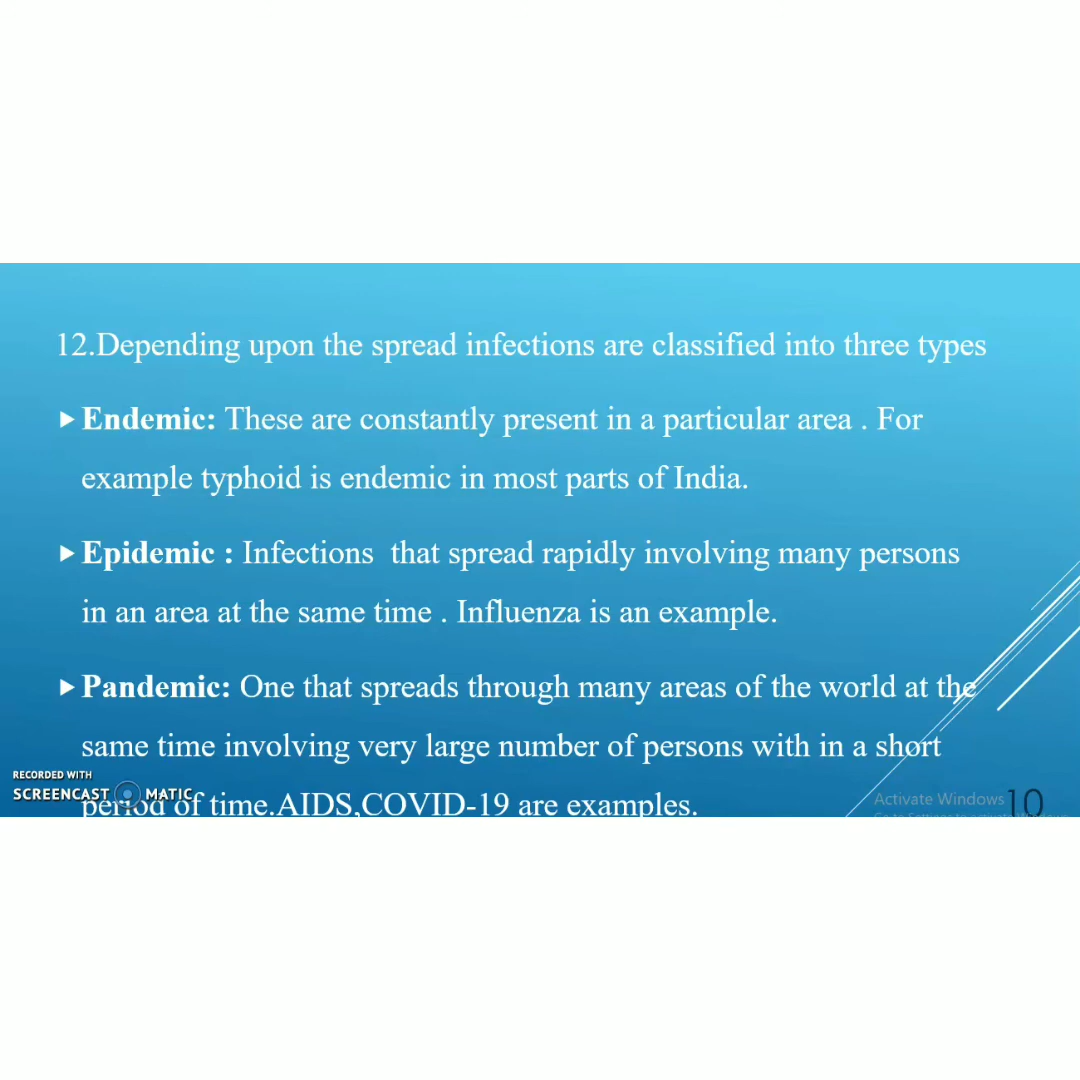 12.Depending upon the spread infections are classified into three types
Endemic: These are constantly present in a particular area . For
example typhoid is endemic in most parts of India.
Epidemic : Infections that spread rapidly involving many persons
in an area at the same time . Influenza is an example.
Pandemic: One that spreads through many areas of the world at the
same time involving very large number of persons with in a short
period of time.AIDS,COVID-19 are examples.
RECORDED WITH
SCREENCAST MATIC
Activate Windows
10